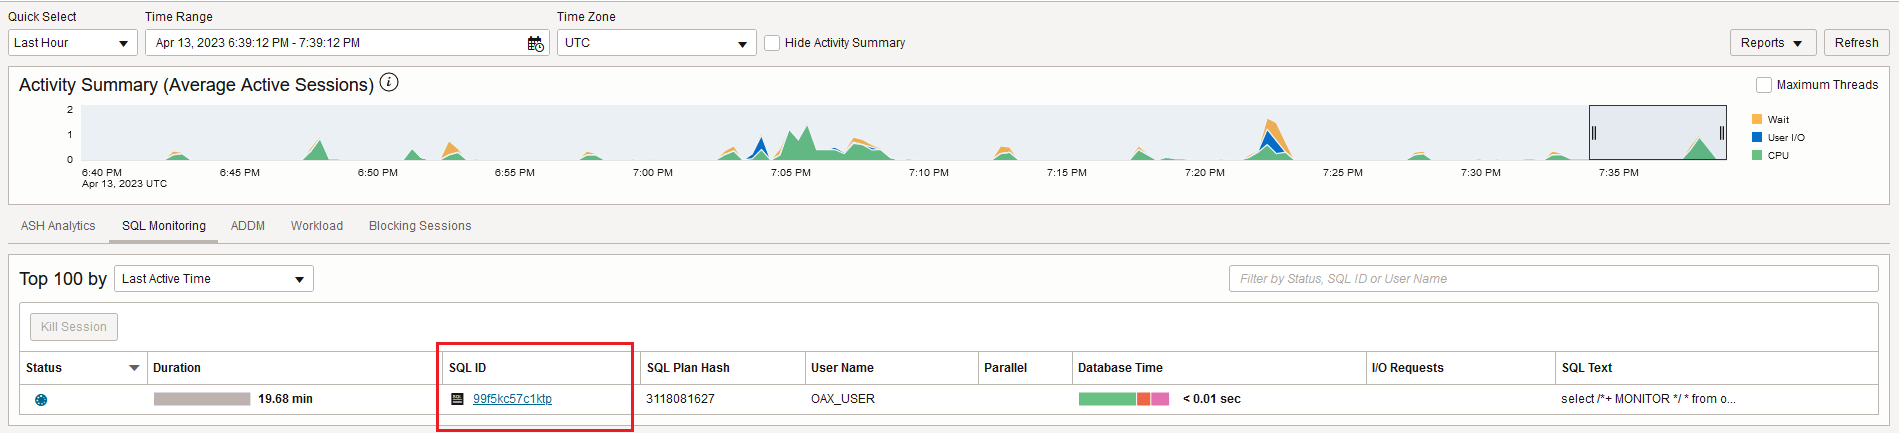 Quick Select Time Range Time Zone
Last Hour Apr 13, 2023 6:39:12 PM - 7:39:12 PM UTC Hide Activity Summary Reports Refresh
Activity Summary (Average Active Sessions) i Maximum Threads
2
1
0
Wait
User I/O
CPU
6:40 PM 6:45 PM 6:50 PM 6:55 PM 7:00 PM 7:05 PM 7:10 PM 7:15 PM 7:20 PM 7:25 PM 7:30 PM 7:35 PM
Apr 13, 2023 UTC
ASH Analytics SQL Monitoring ADDM Workload Blocking Sessions
Top 100 by Last Active Time Filter by Status, SQL ID or User Name
Kill Session
Status Duration SQL ID SQL Plan Hash User Name Parallel Database Time I/O Requests SQL Text
19.68 min 99f5kc57c1ktp 3118081627 OAX_USER < 0.01 sec select /*+ MONITOR */ * from o...